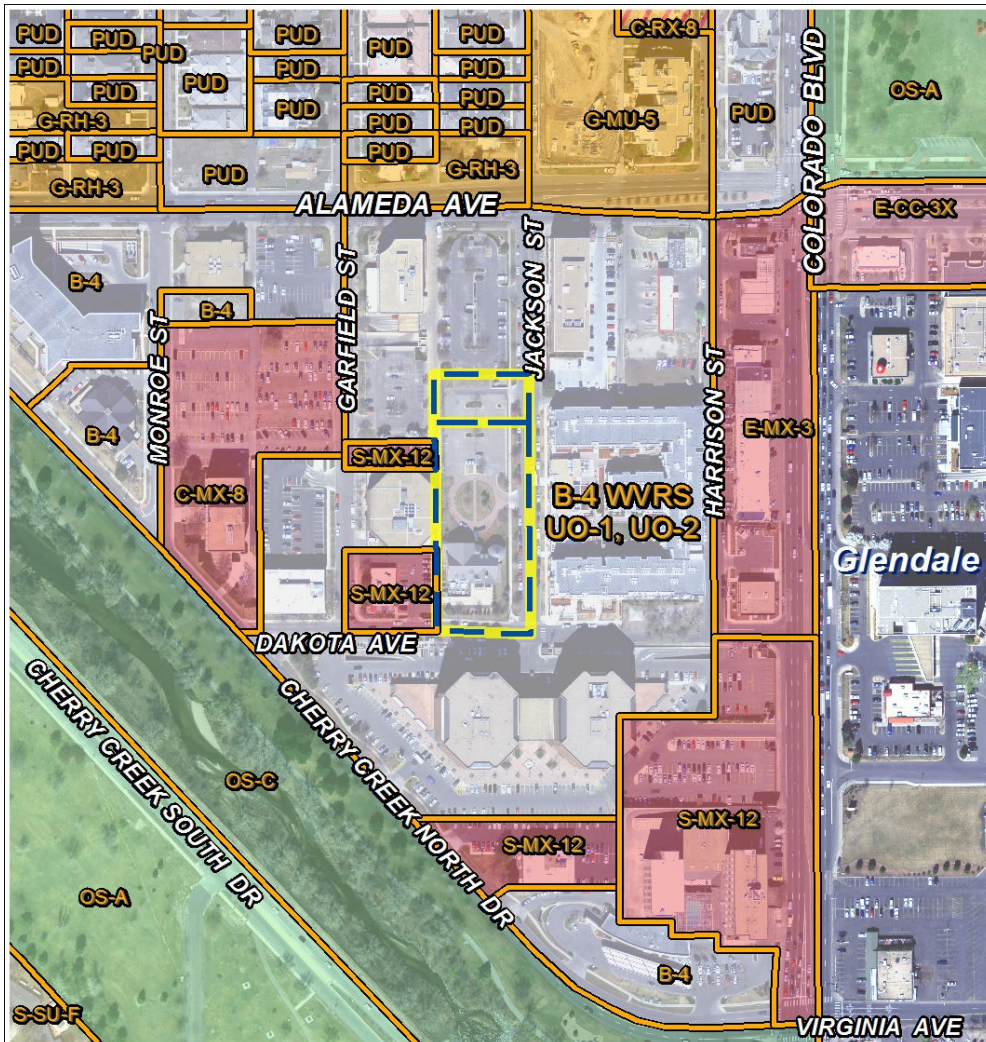 PUD
PUD
PUD
PUD
PUD
C-RX-8
PUD
PUD
PUD
PUD
PUD
PUD
PUD
PUD
PUD
PUD
PUD
PUD
G-MU-5
PUD
OS-A
COLORADO BLVD
G-RH-3
PUD
PUD
PUD
PUD
PUD
G-RH-3
PUD
G-RH-3
ALAMEDA AVE
E-CC-3X
B-4
B-4
MONROE ST
GARFIELD ST
JACKSON ST
HARRISON ST
B-4
C-MX-8
S-MX-12
E-MX-3
B-4 WVRS
UO-1, UO-2
Glendale
S-MX-12
DAKOTA AVE
CHERRY CREEK SOUTH DR
OS-C
CHERRY CREEK NORTH DR
S-MX-12
S-MX-12
OS-A
B-4
S-SU-F
VIRGINIA AVE